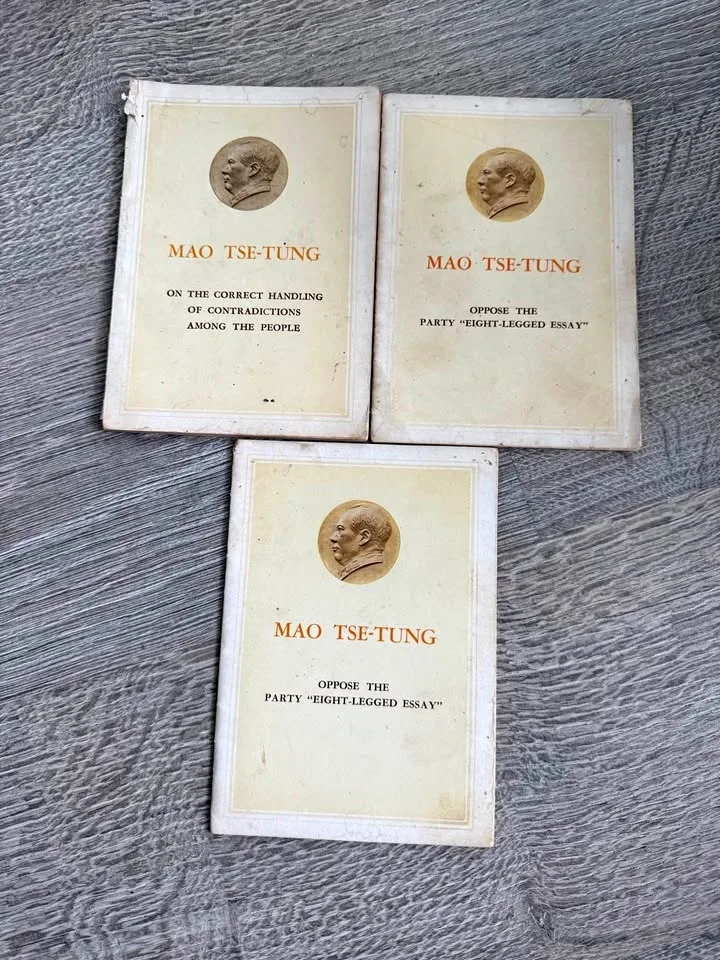 MAO TSE-TUNG
ON THE CORRECT HANDLING
OF CONTRADICTIONS
AMONG THE PEOPLE
MAO TSE-TUNG
OPPOSE THE
PARTY “EIGHT-LEGGED ESSAY”
MAO TSE-TUNG
OPPOSE THE
PARTY “EIGHT-LEGGED ESSAY”